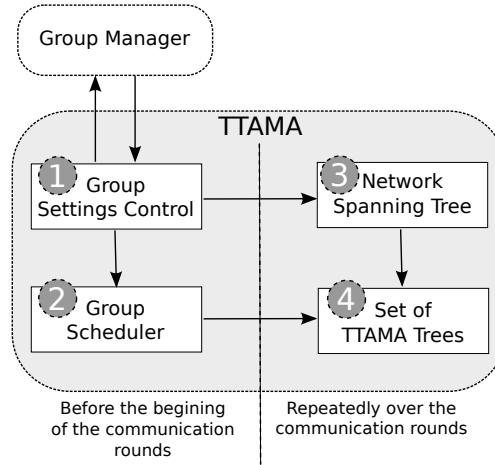 Group Manager
TTAMA
1
Group
Settings Control
3
Network
Spanning Tree
2
Group
Scheduler
4
Set of
TTAMA Trees
Before the begining
of the communication
rounds
Repeatedly over the
communication rounds